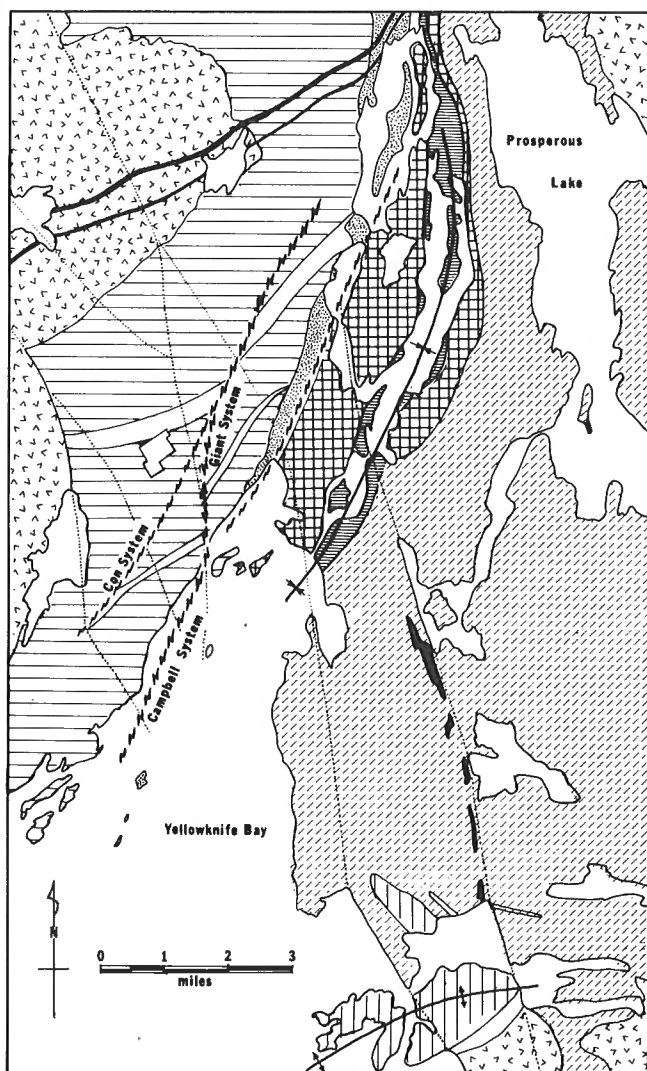 Prosperous
Lake
Giant System
Con System
Campbell System
Yellowknife Bay
N
0 1 2 3
miles